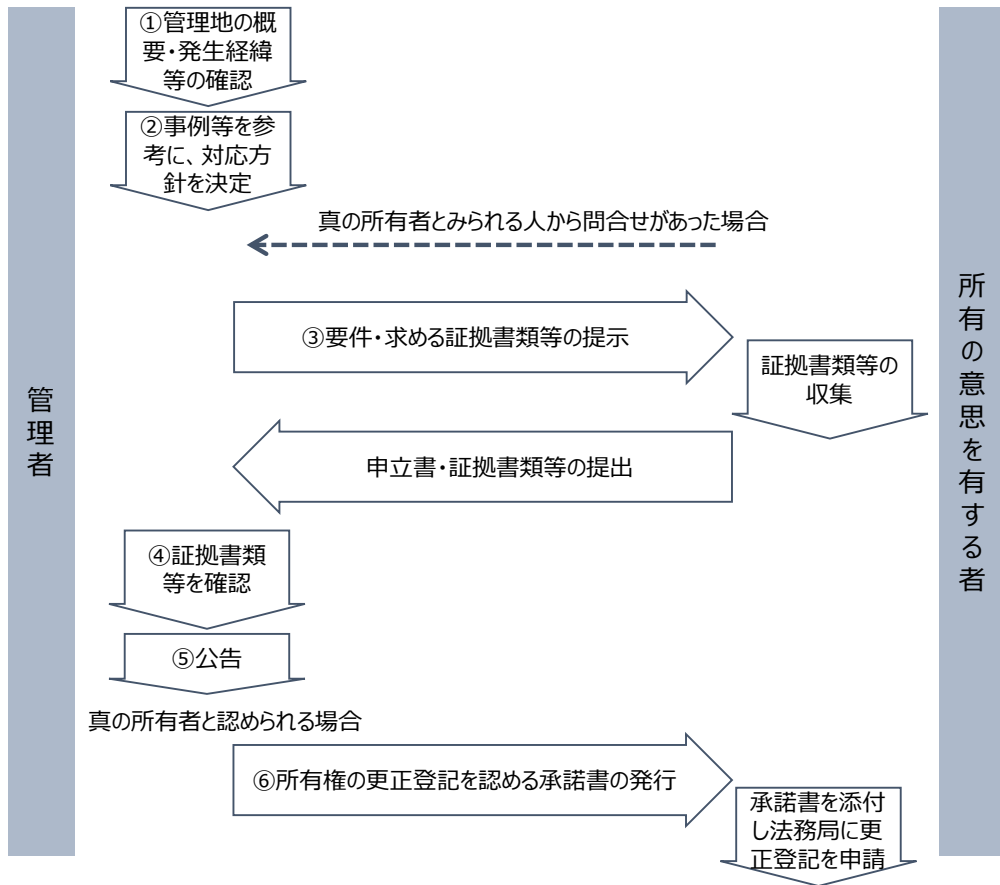 ①管理地の概
要・発生経緯
等の確認
②事例等を参
考に、対応方
針を決定
真の所有者とみられる人から問合せがあった場合
③要件・求める証拠書類等の提示
証拠書類等の
収集
管理者
所有の意思を有する者
申立書・証拠書類等の提出
④証拠書類
等を確認
⑤公告
真の所有者と認められる場合
⑥所有権の更正登記を認める承諾書の発行
承諾書を添付
し法務局に更
正登記を申請